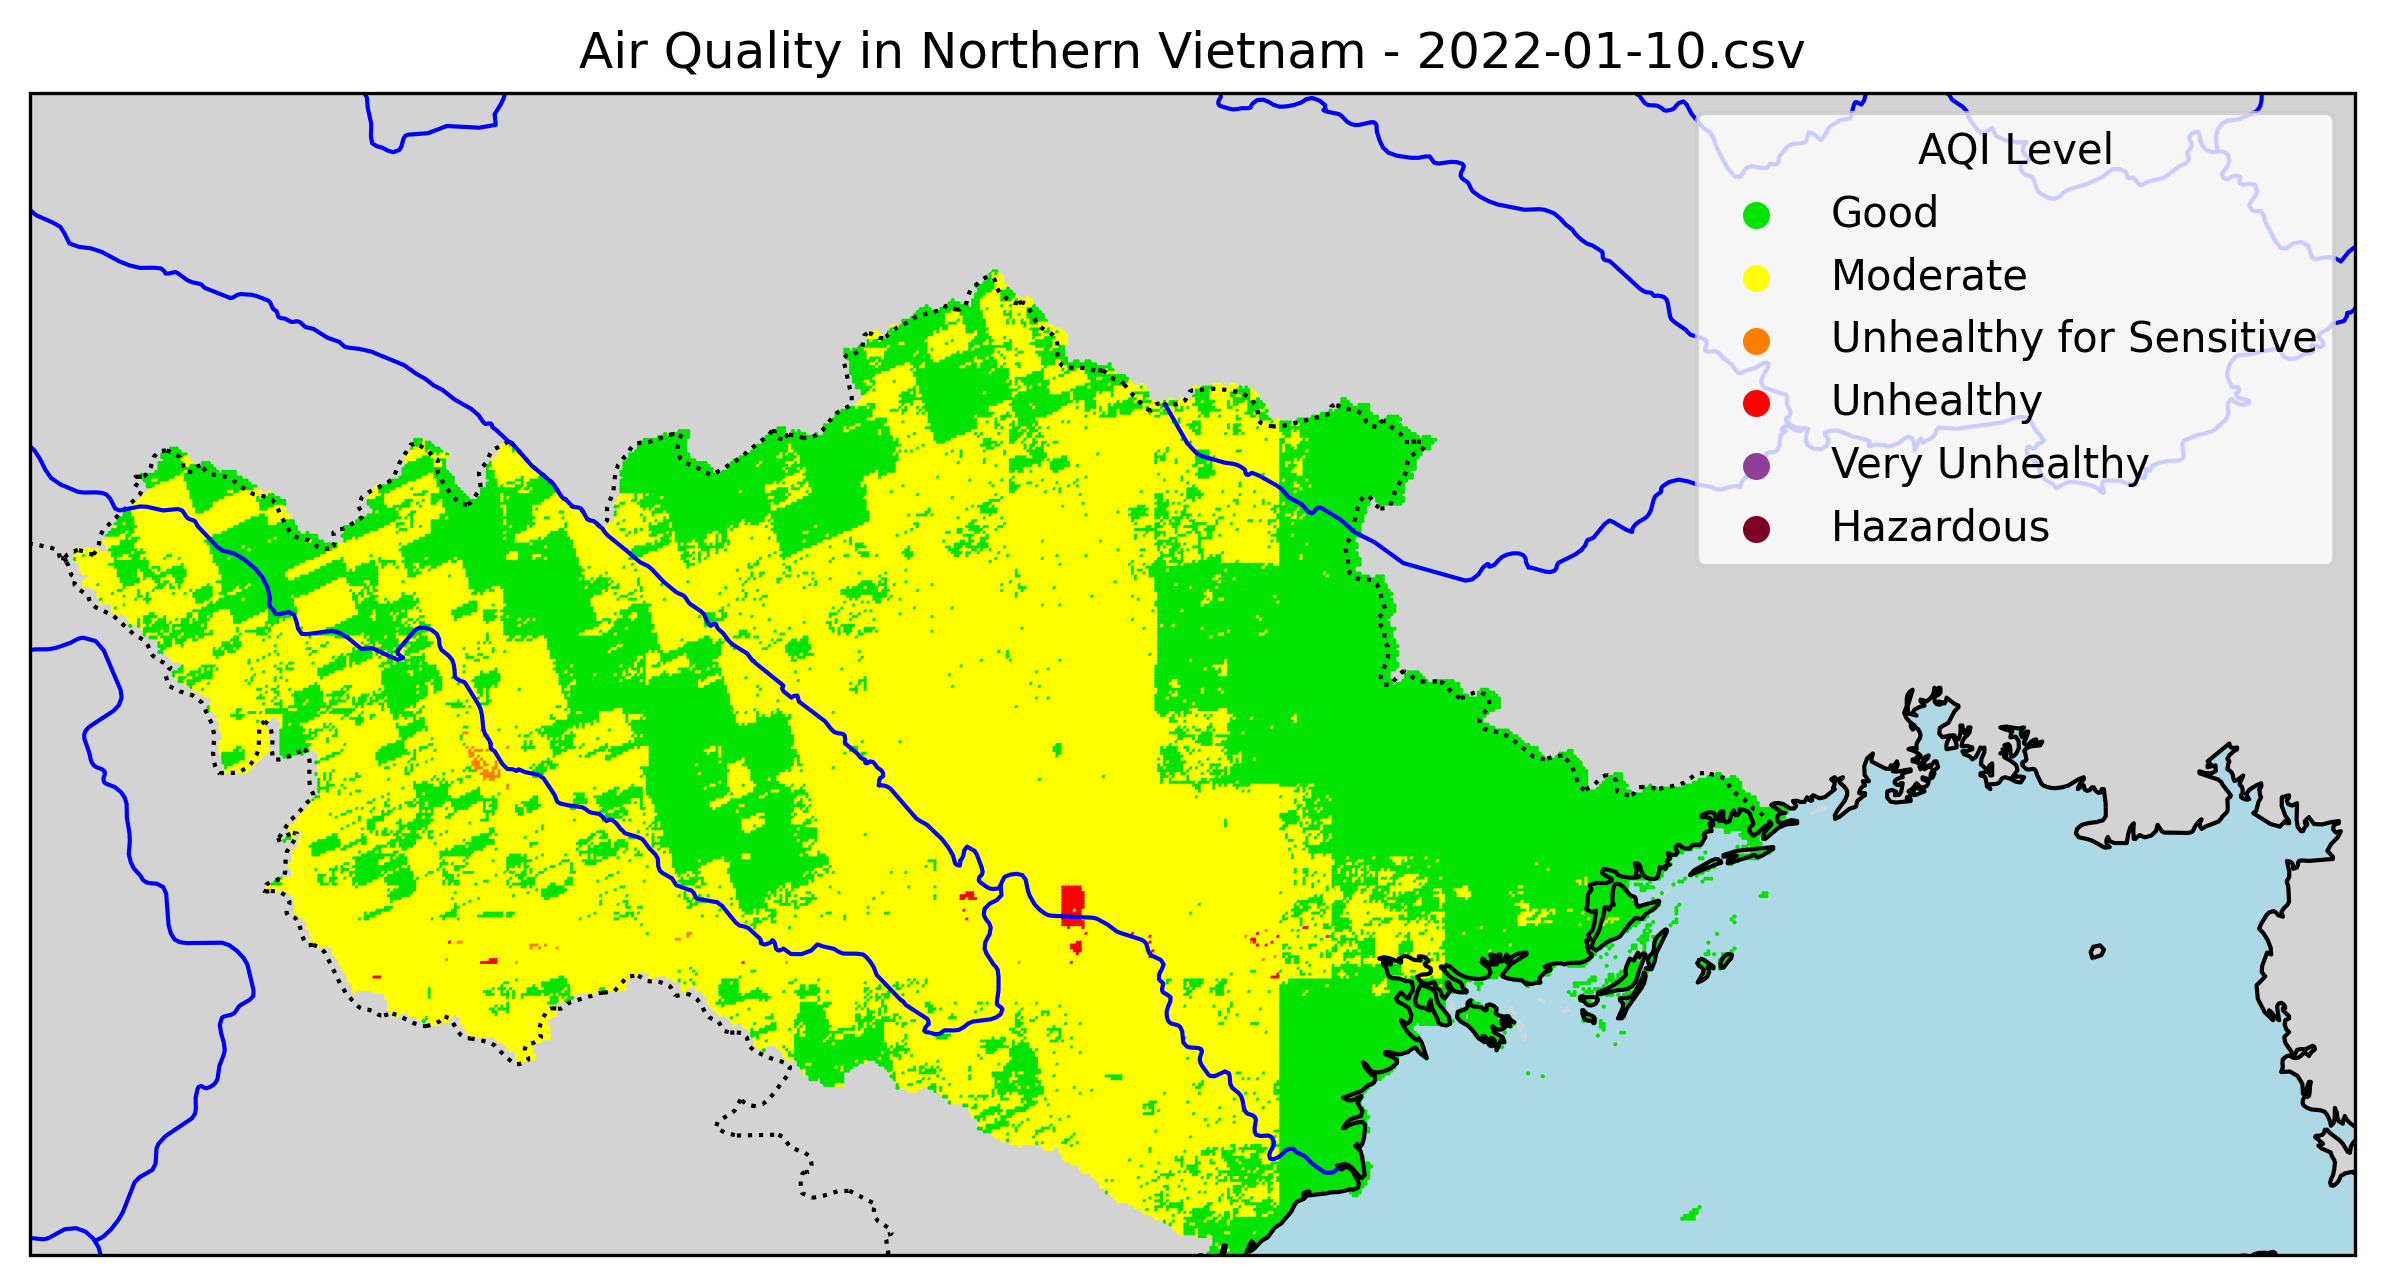 Air Quality in Northern Vietnam - 2022-01-10.csv
AQI Level
Good
Moderate
Unhealthy for Sensitive
Unhealthy
Very Unhealthy
Hazardous